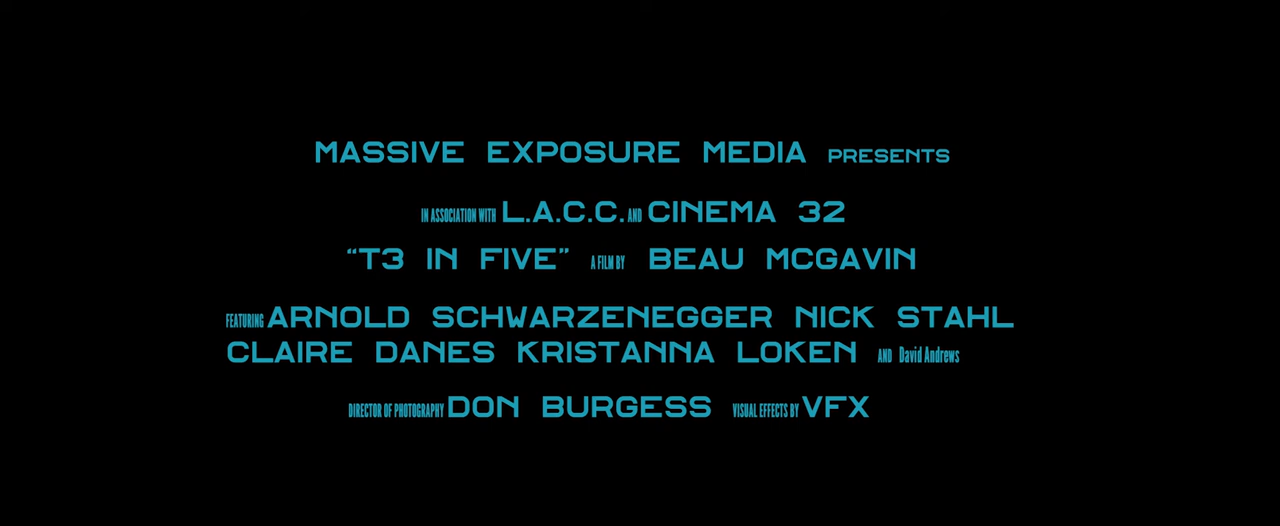 MASSIVE EXPOSURE MEDIA PRESENTS
IN ASSOCIATION WITH L.A.C.C. AND CINEMA 32
“T3 IN FIVE” A FILM BY BEAU MCGAVIN
FEATURING ARNOLD SCHWARZENEGGER NICK STAHL
CLAIRE DANES KRISTANNA LOKEN AND David Andrews
DIRECTOR OF PHOTOGRAPHY DON BURGESS VISUAL EFFECTS BY VFX